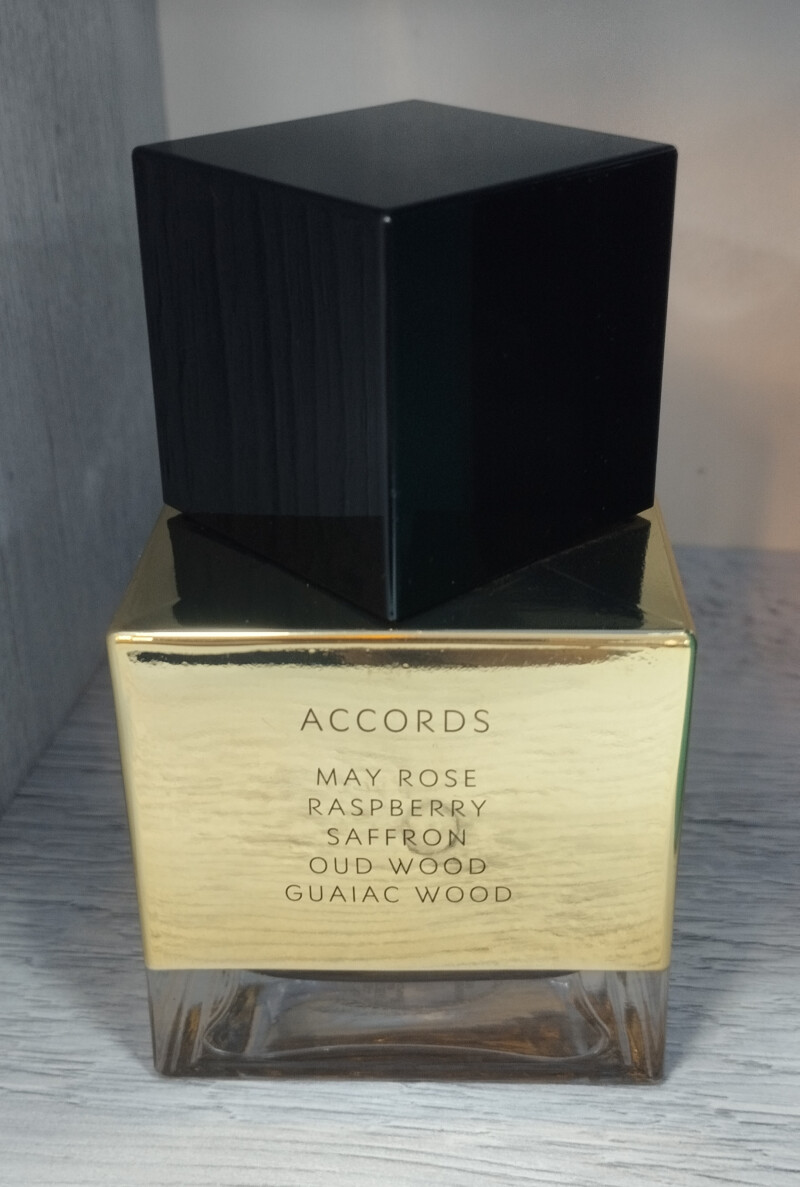 ACCORDS
MAY ROSE
RASPBERRY
SAFFRON
OUD WOOD
GUAIAC WOOD